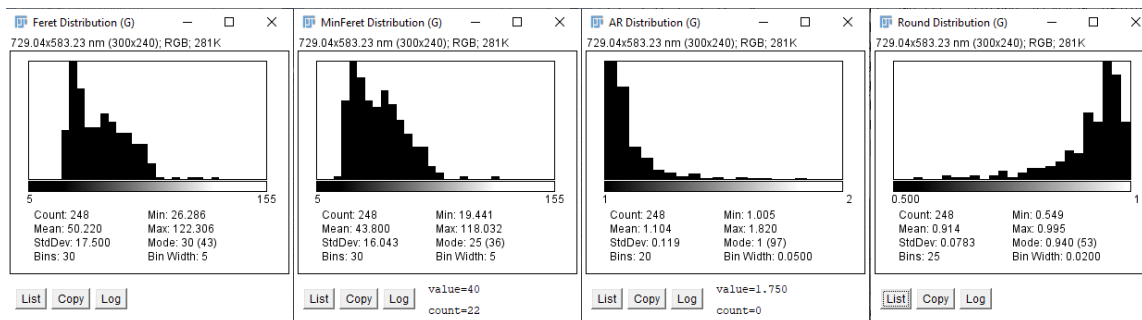 Feret Distribution (G)
729.04x583.23 nm (300x240); RGB; 281K
5 155
Count: 248 Min: 26.286
Mean: 50.220 Max: 122.306
StdDev: 17.500 Mode: 30 (43)
Bins: 30 Bin Width: 5
List Copy Log
MinFeret Distribution (G)
729.04x583.23 nm (300x240); RGB; 281K
5 155
Count: 248 Min: 19.441
Mean: 43.800 Max: 118.032
StdDev: 16.043 Mode: 25 (36)
Bins: 30 Bin Width: 5
List Copy Log
value=40
count=22
AR Distribution (G)
729.04x583.23 nm (300x240); RGB; 281K
1 2
Count: 248 Min: 1.005
Mean: 1.104 Max: 1.820
StdDev: 0.119 Mode: 1 (97)
Bins: 20 Bin Width: 0.0500
List Copy Log
value=1.750
count=0
Round Distribution (G)
729.04x583.23 nm (300x240); RGB; 281K
0.500 1
Count: 248 Min: 0.549
Mean: 0.914 Max: 0.995
StdDev: 0.0783 Mode: 0.940 (53)
Bins: 25 Bin Width: 0.0200
List Copy Log